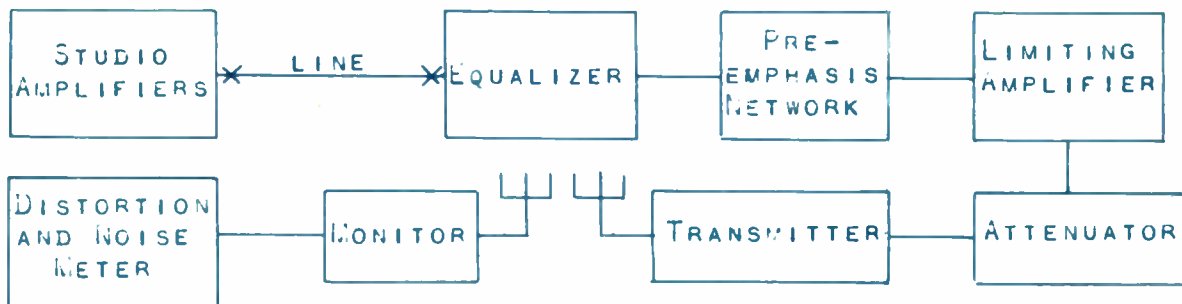 STUDIO
AMPLIFIERS
LINE
EQUALIZER
PRE-
EMPHASIS
NETWORK
LIMITING
AMPLIFIER
DISTORTION
AND NOISE
METER
MONITOR
TRANSMITTER
ATTENUATOR